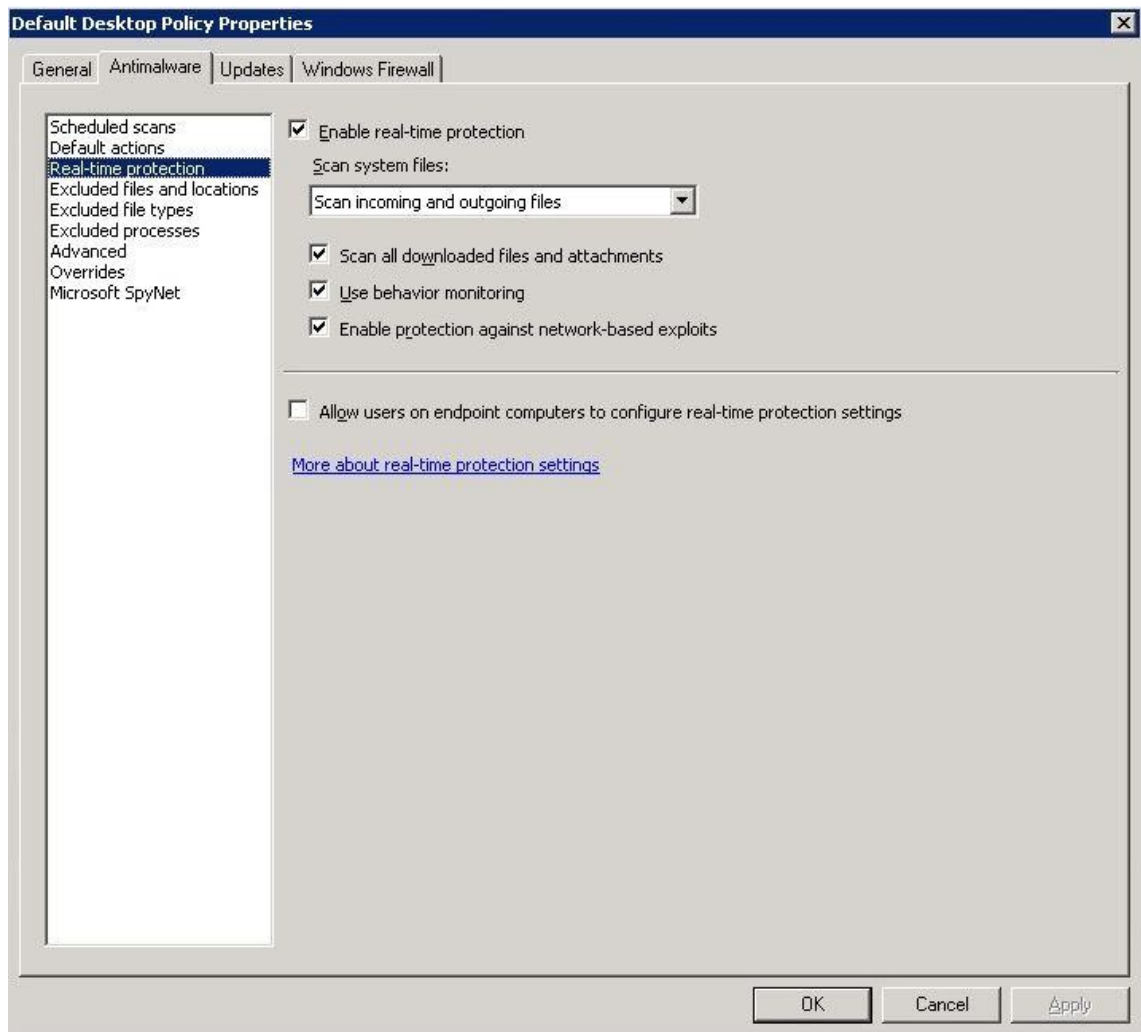 Default Desktop Policy Properties
General Antimalware Updates Windows Firewall
Scheduled scans
Default actions
Real-time protection
Excluded files and locations
Excluded file types
Excluded processes
Advanced
Overrides
Microsoft SpyNet
Enable real-time protection
Scan system files:
Scan incoming and outgoing files
Scan all downloaded files and attachments
Use behavior monitoring
Enable protection against network-based exploits
Allow users on endpoint computers to configure real-time protection settings
More about real-time protection settings
OK Cancel Apply